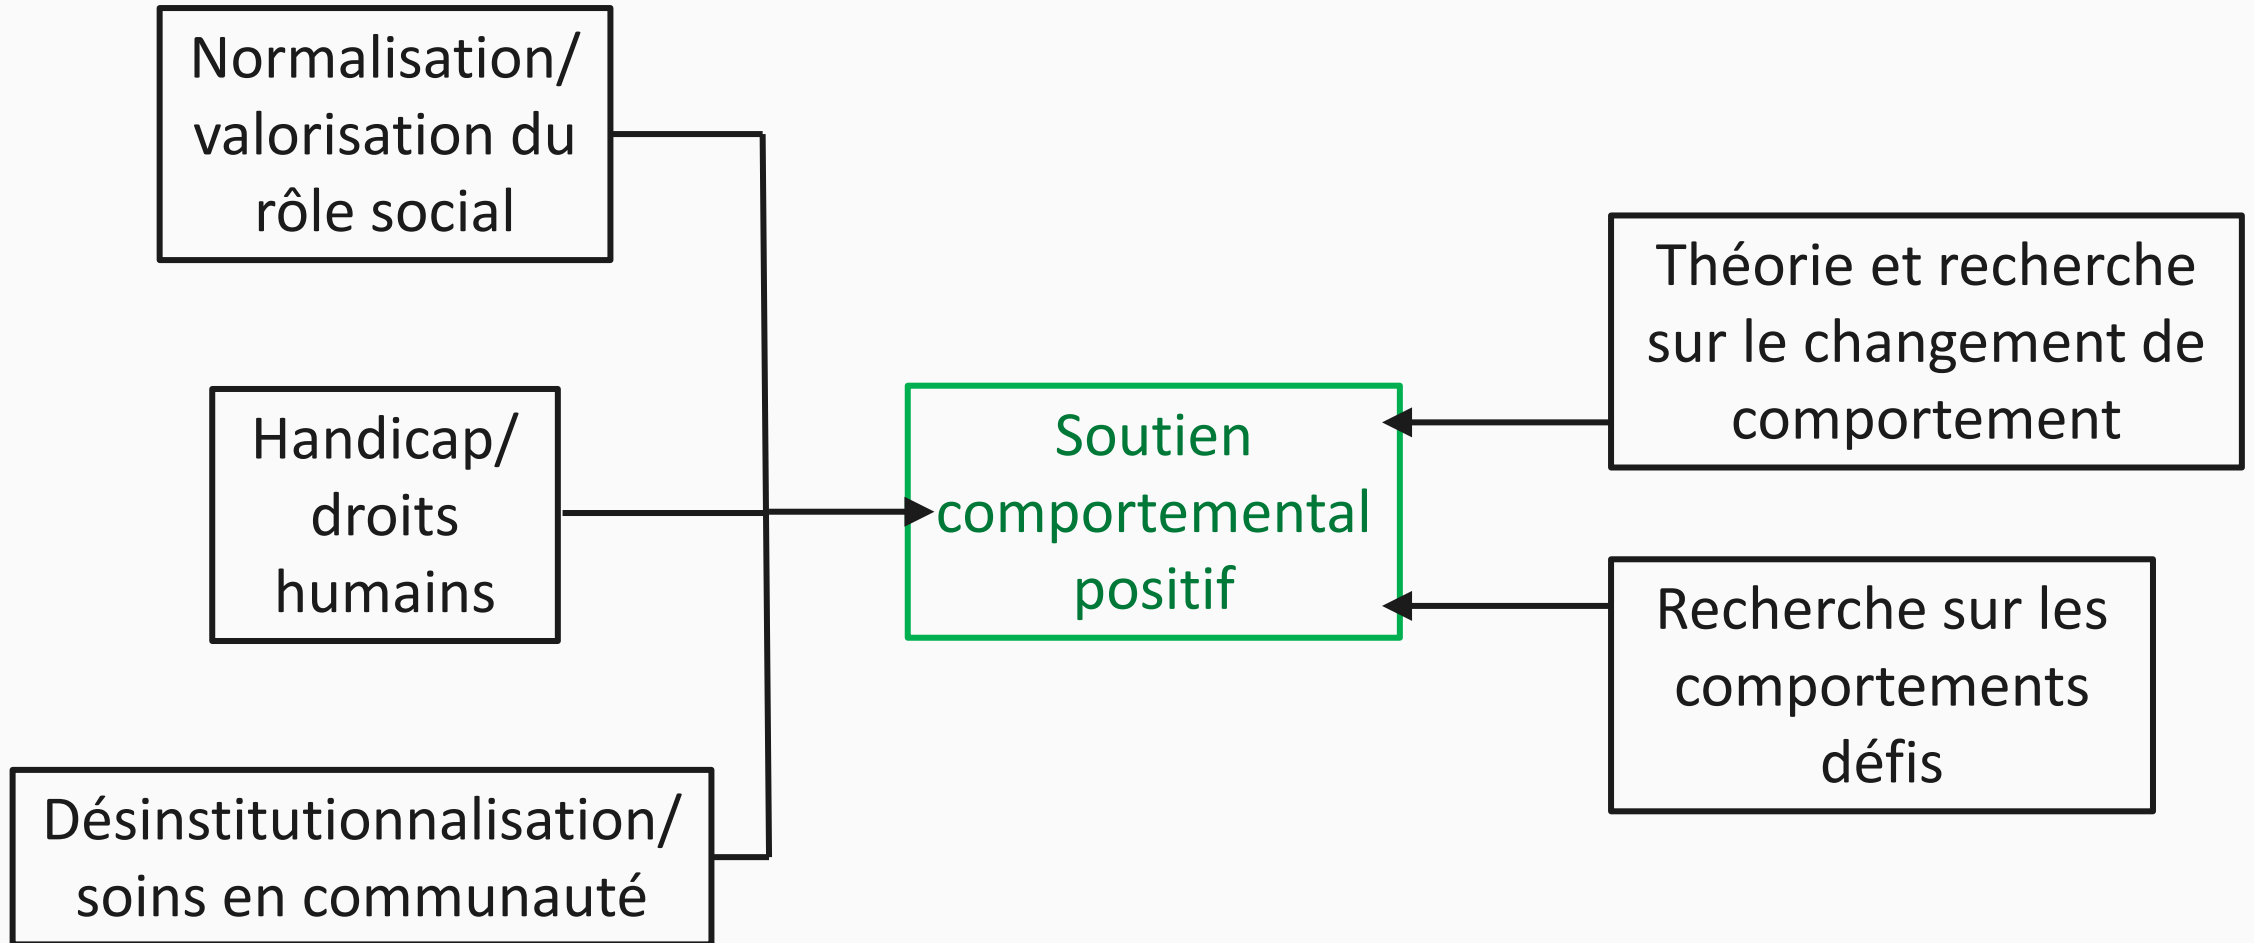 Normalisation/
valorisation du
rôle social
Handicap/
droits
humains
Désinstitutionnalisation/
soins en communauté
Soutien
comportemental
positif
Théorie et recherche
sur le changement de
comportement
Recherche sur les
comportements
défis